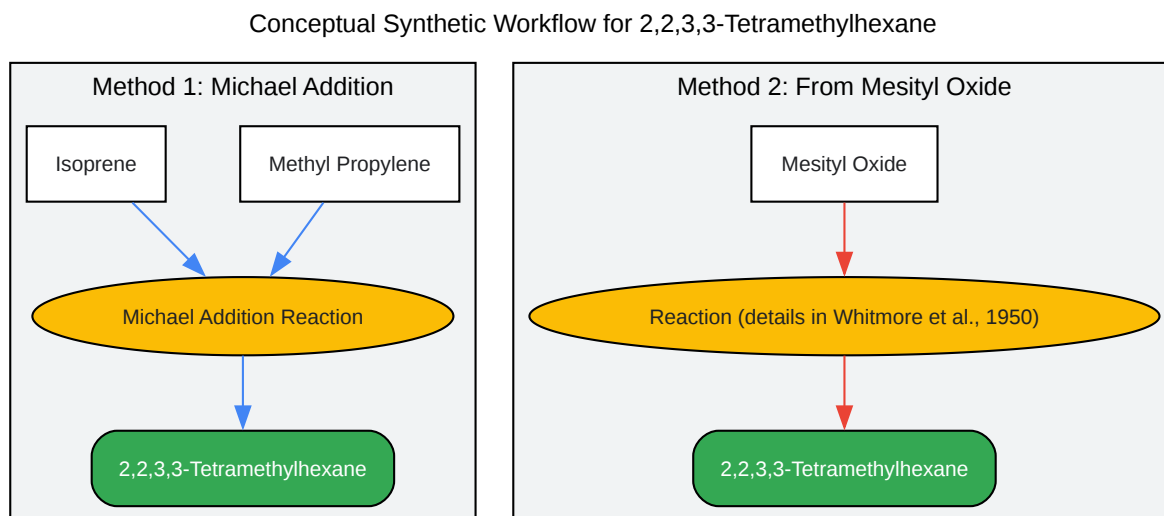 Conceptual Synthetic Workflow for 2,2,3,3-Tetramethylhexane
Method 1: Michael Addition
Isoprene
Methyl Propylene
Michael Addition Reaction
2,2,3,3-Tetramethylhexane
Method 2: From Mesityl Oxide
Mesityl Oxide
Reaction (details in Whitmore et al., 1950)
2,2,3,3-Tetramethylhexane